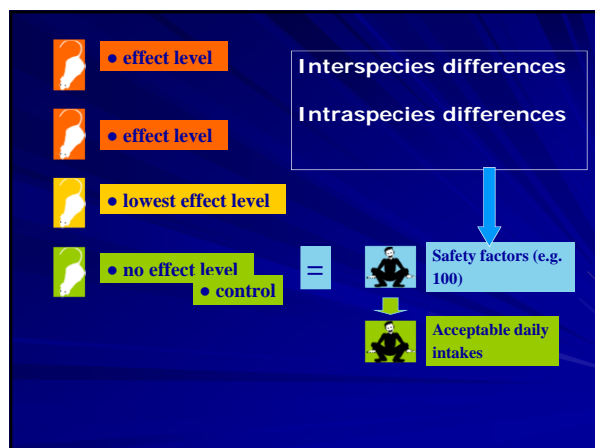 ● effect level
● effect level
● lowest effect level
● no effect level
● control
Interspecies differences
Intraspecies differences
=
Safety factors (e.g.
100)
Acceptable daily
intakes